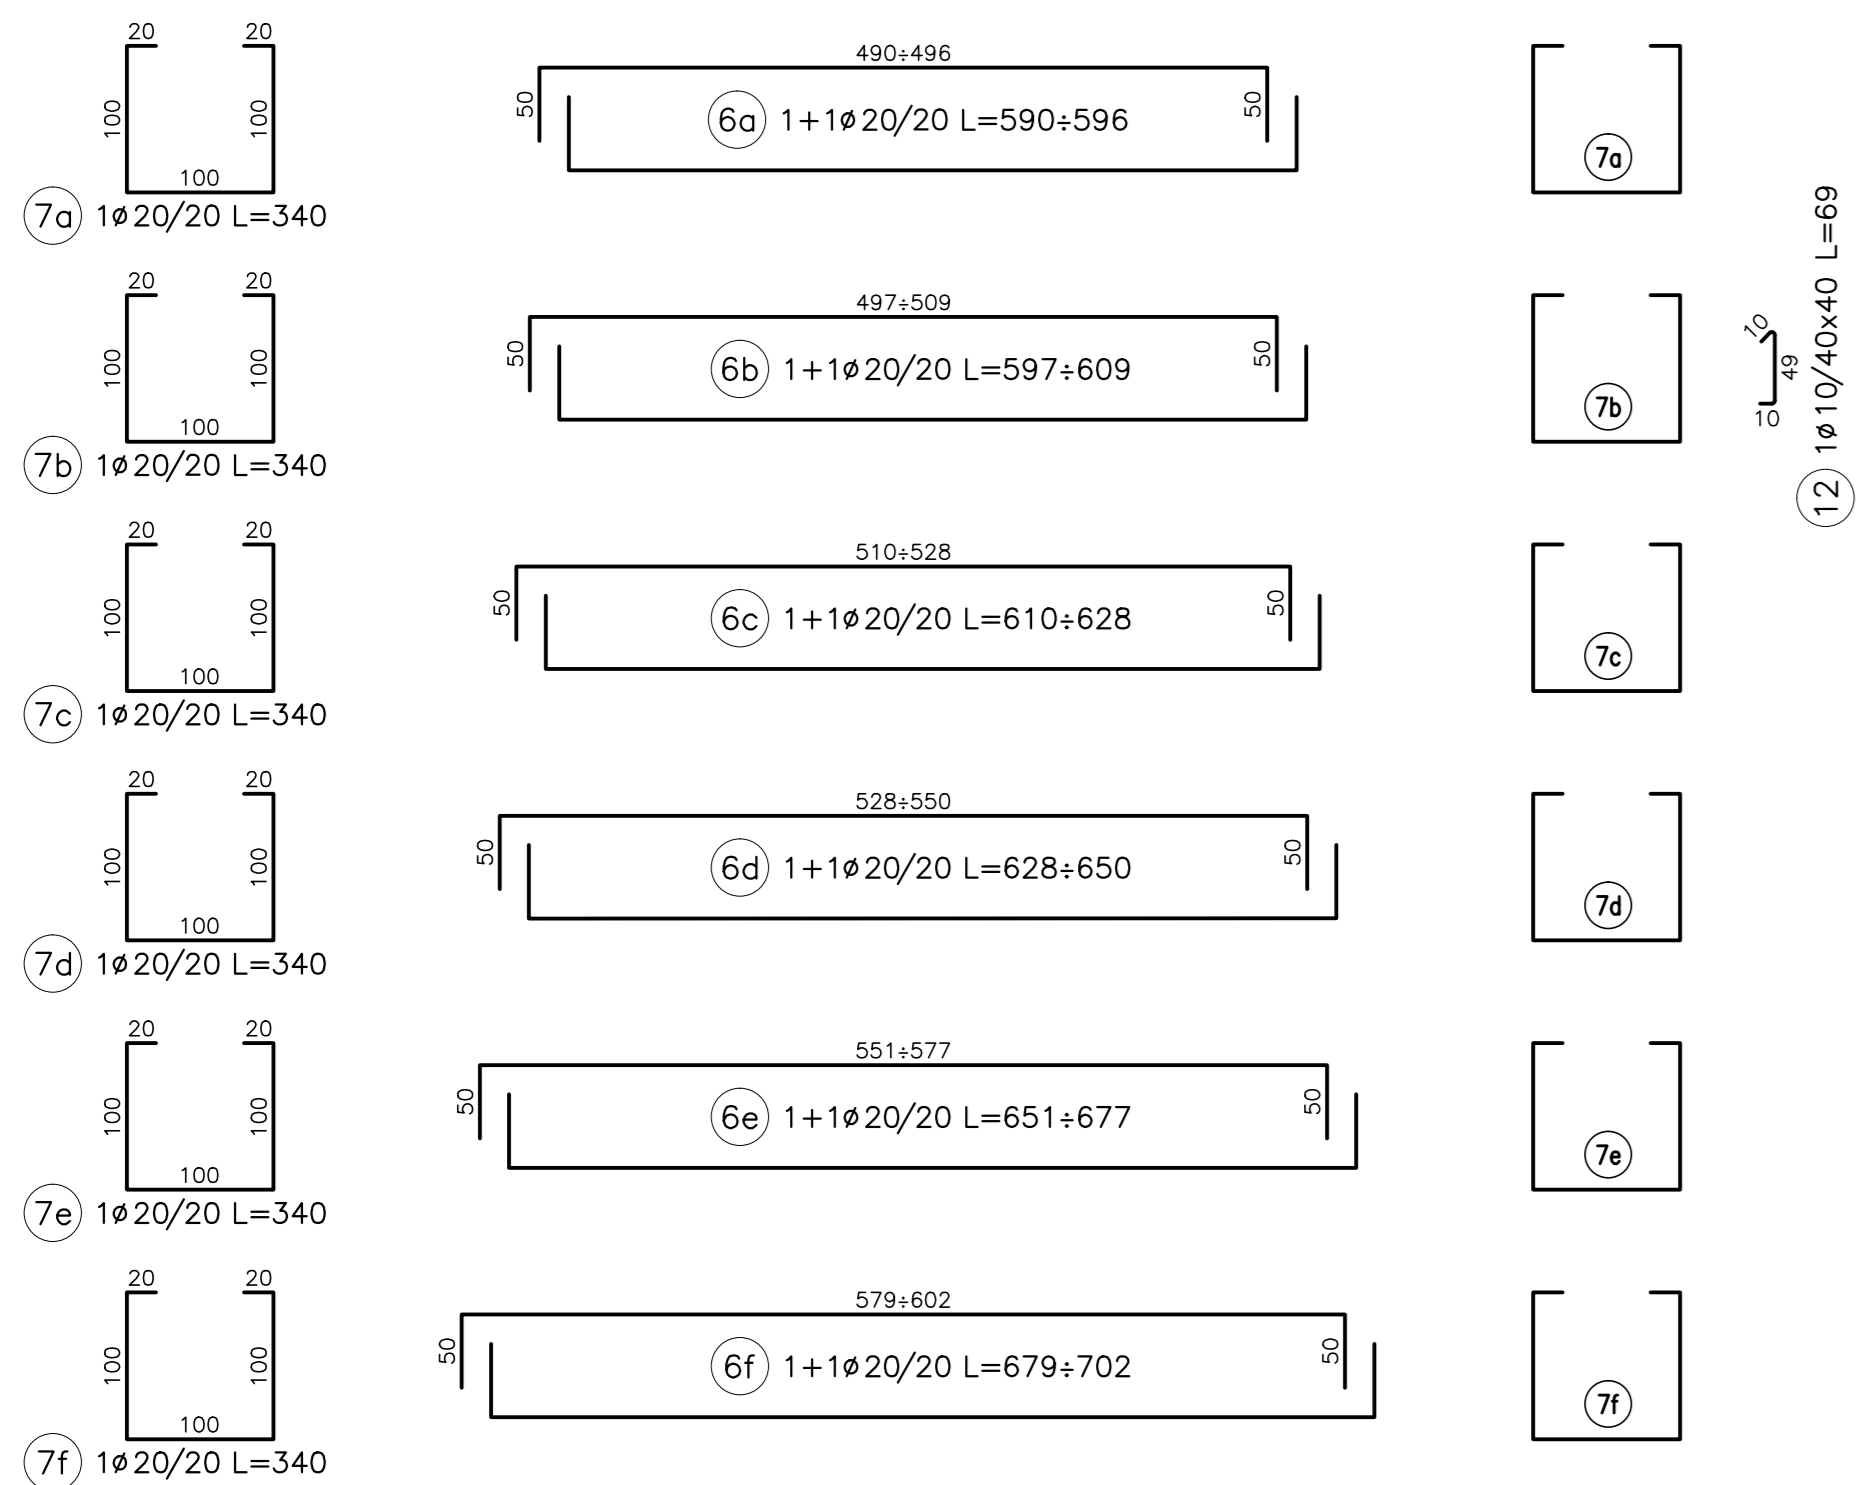 20 20
490÷496
100 100 50 50
6a 1+1ø20/20 L=590÷596
7a
100
7a 1ø20/20 L=340
20 20
497÷509
100 100 50 50
6b 1+1ø20/20 L=597÷609
7b
100
7b 1ø20/20 L=340
10
49
10
12 1ø10/40x40 L=69
20 20
510÷528
100 100 50 50
6c 1+1ø20/20 L=610÷628
7c
100
7c 1ø20/20 L=340
20 20
528÷550
100 100 50 50
6d 1+1ø20/20 L=628÷650
7d
100
7d 1ø20/20 L=340
20 20
551÷577
100 100 50 50
6e 1+1ø20/20 L=651÷677
7e
100
7e 1ø20/20 L=340
20 20
579÷602
100 100 50 50
6f 1+1ø20/20 L=679÷702
7f
100
7f 1ø20/20 L=340